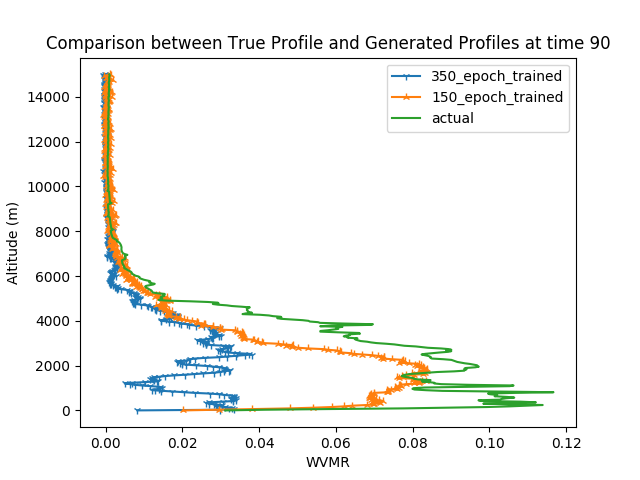 Comparison between True Profile and Generated Profiles at time 90
350_epoch_trained
150_epoch_trained
actual
Altitude (m)
14000
12000
10000
8000
6000
4000
2000
0
0.00 0.02 0.04 0.06 0.08 0.10 0.12
WVMR